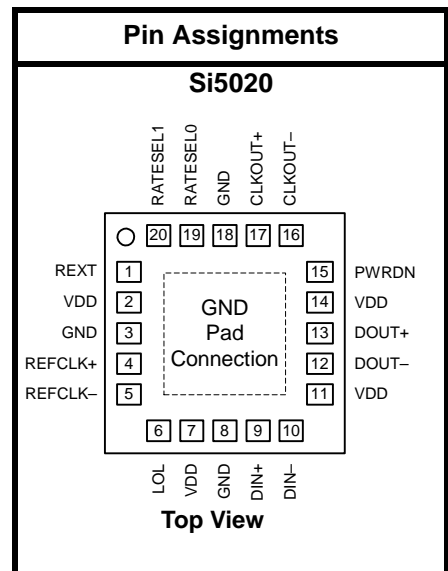 Pin Assignments
Si5020
RATESEL1
RATESEL0
GND
CLKOUT+
CLKOUT–
20 19 18 17 16
REXT 1
VDD 2
GND 3
REFCLK+ 4
REFCLK– 5
GND
Pad
Connection
15 PWRDN
14 VDD
13 DOUT+
12 DOUT–
11 VDD
6 7 8 9 10
LOL
VDD
GND
DIN+
DIN–
Top View